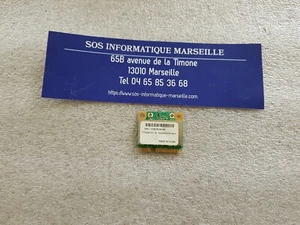 SOS INFORMATIQUE MARSEILLE
65B avenue de la Timone
13010 Marseille
Tel 04 65 85 36 68
https://www.sos-informatique-marseille.com